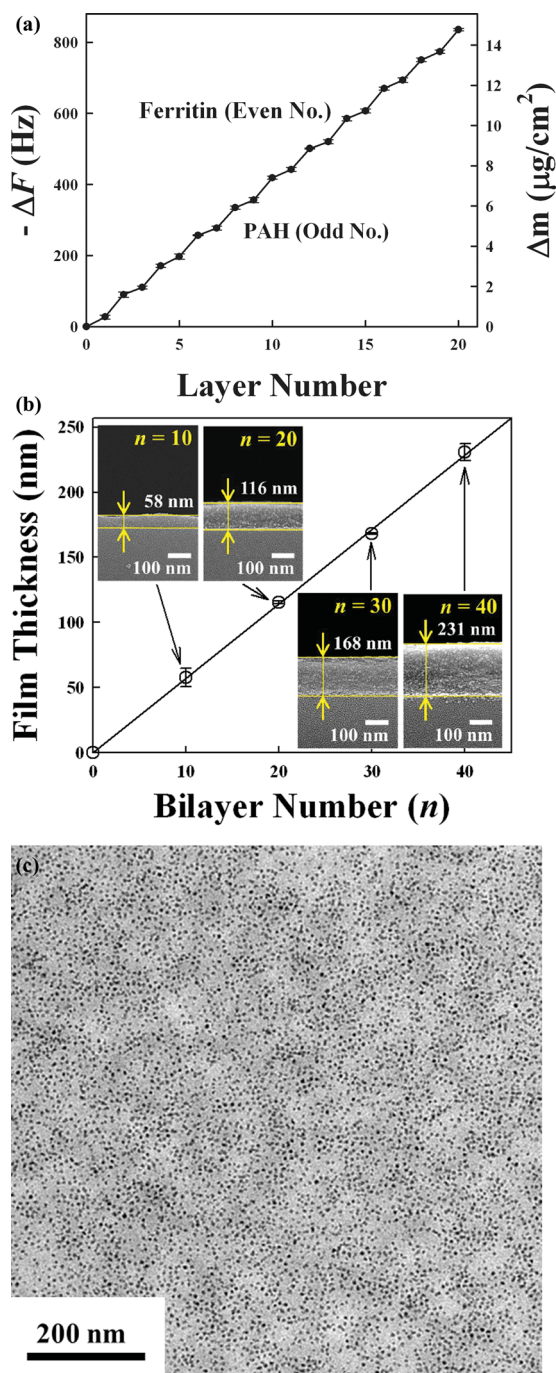 (a)
800
600
400
200
0
- ΔF (Hz)
14
12
10
8
6
4
2
0
Δm (μg/cm²)
Ferritin (Even No.)
PAH (Odd No.)
0 5 10 15 20
Layer Number
(b)
250
200
150
100
50
0
Film Thickness (nm)
n = 10
58 nm
100 nm
n = 20
116 nm
100 nm
n = 30
168 nm
100 nm
n = 40
231 nm
100 nm
0 10 20 30 40
Bilayer Number (n)
(c)
200 nm